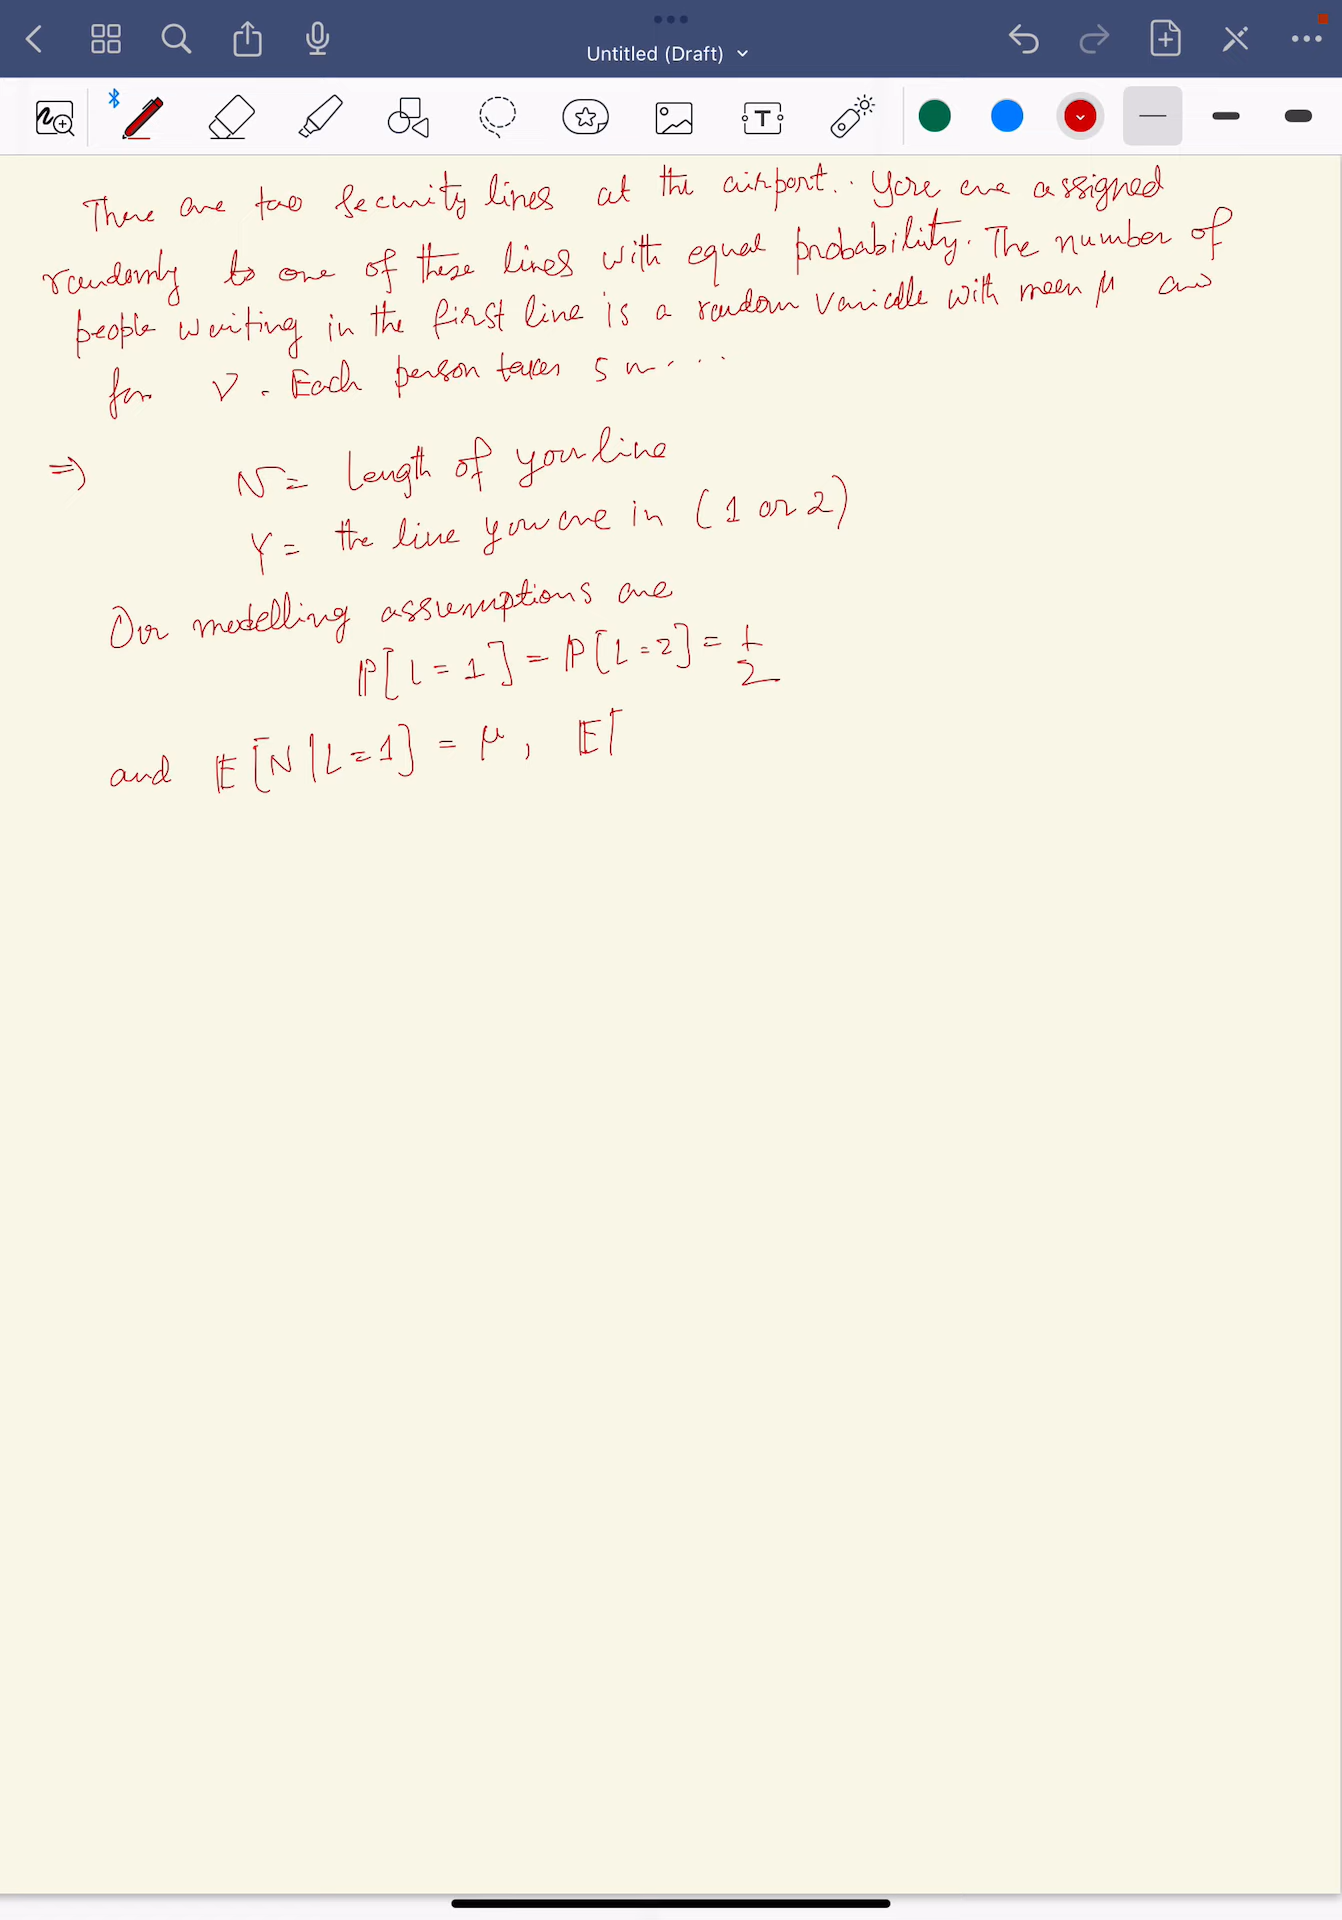 Untitled (Draft)
There are two security lines at the airport.. You are assigned
randomly to one of these lines with equal probability. The number of
people waiting in the first line is a random variable with mean μ and
for ν. Each person takes 5 m....
⇒ N = length of your line
Y = the line you are in (1 or 2)
Our modelling assumptions are
ℙ[L = 1] = ℙ[L = 2] = 1/2
and 𝔼[N | L = 1] = μ, 𝔼[